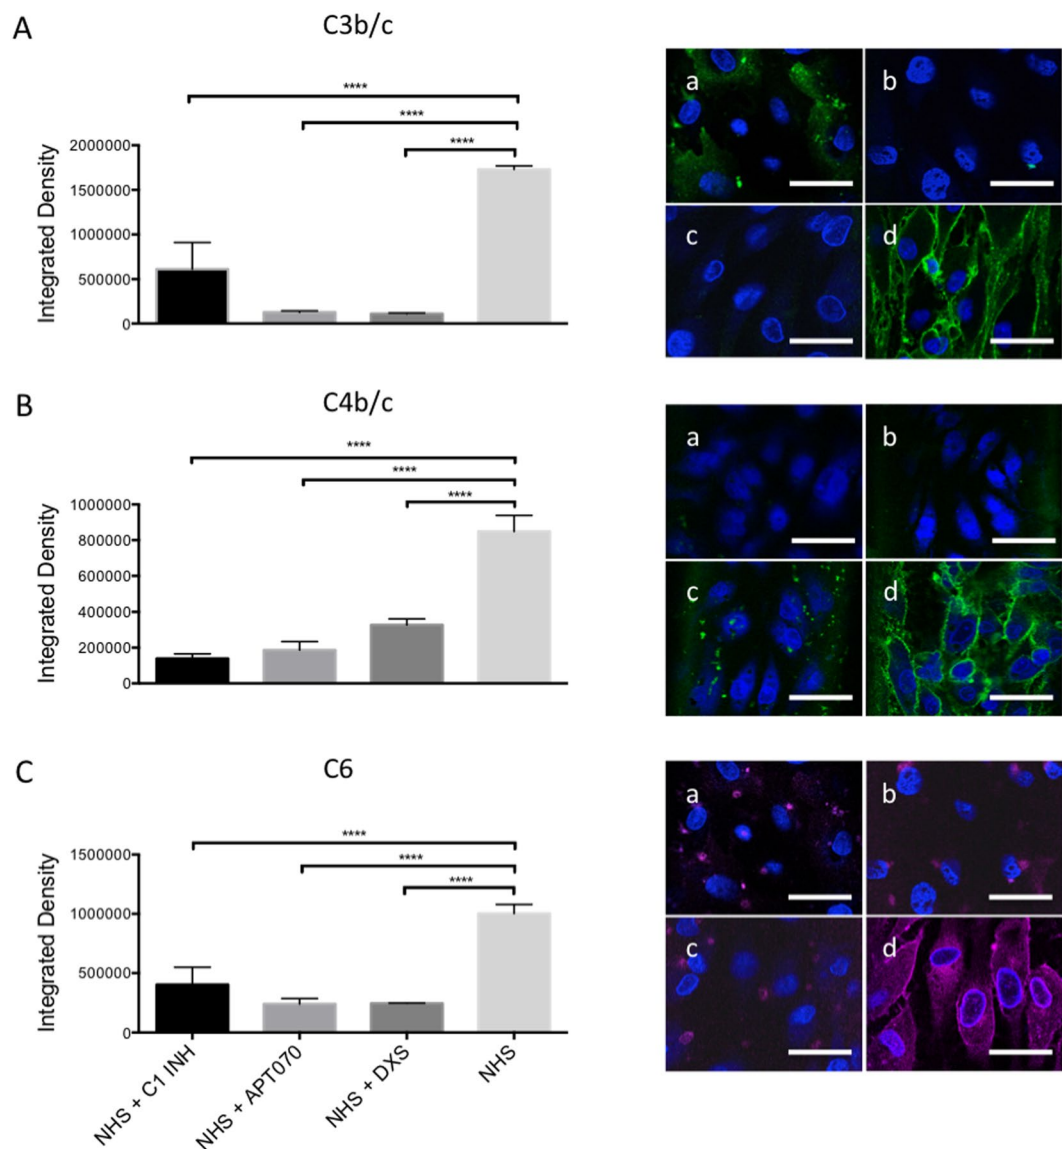 A
C3b/c
****
****
****
Integrated Density
2000000
1500000
1000000
500000
0
a
b
c
d
B
C4b/c
****
****
****
Integrated Density
1000000
800000
600000
400000
200000
0
a
b
c
d
C
C6
****
****
****
Integrated Density
1500000
1000000
500000
0
NHS + C1 INH
NHS + APT070
NHS + DXS
NHS
a
b
c
d